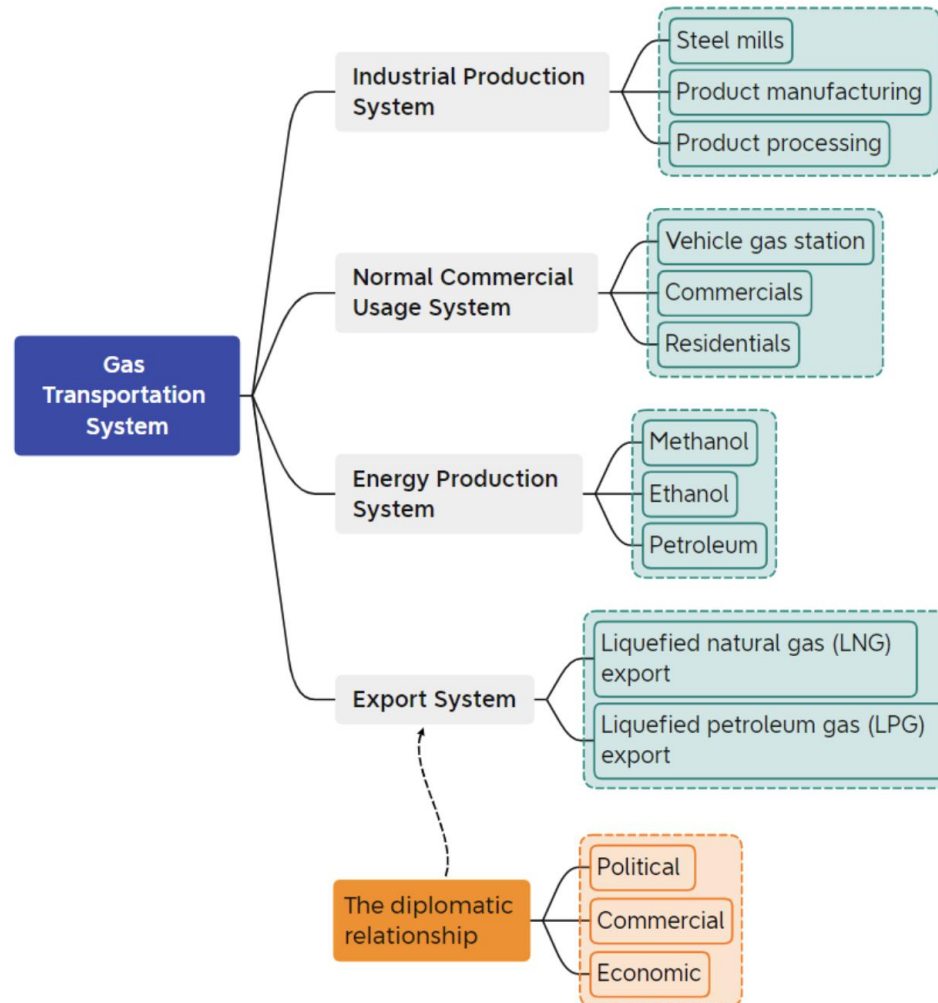 Gas
Transportation
System
Industrial Production
System
Steel mills
Product manufacturing
Product processing
Normal Commercial
Usage System
Vehicle gas station
Commercials
Residentials
Energy Production
System
Methanol
Ethanol
Petroleum
Export System
Liquefied natural gas (LNG)
export
Liquefied petroleum gas (LPG)
export
The diplomatic
relationship
Political
Commercial
Economic